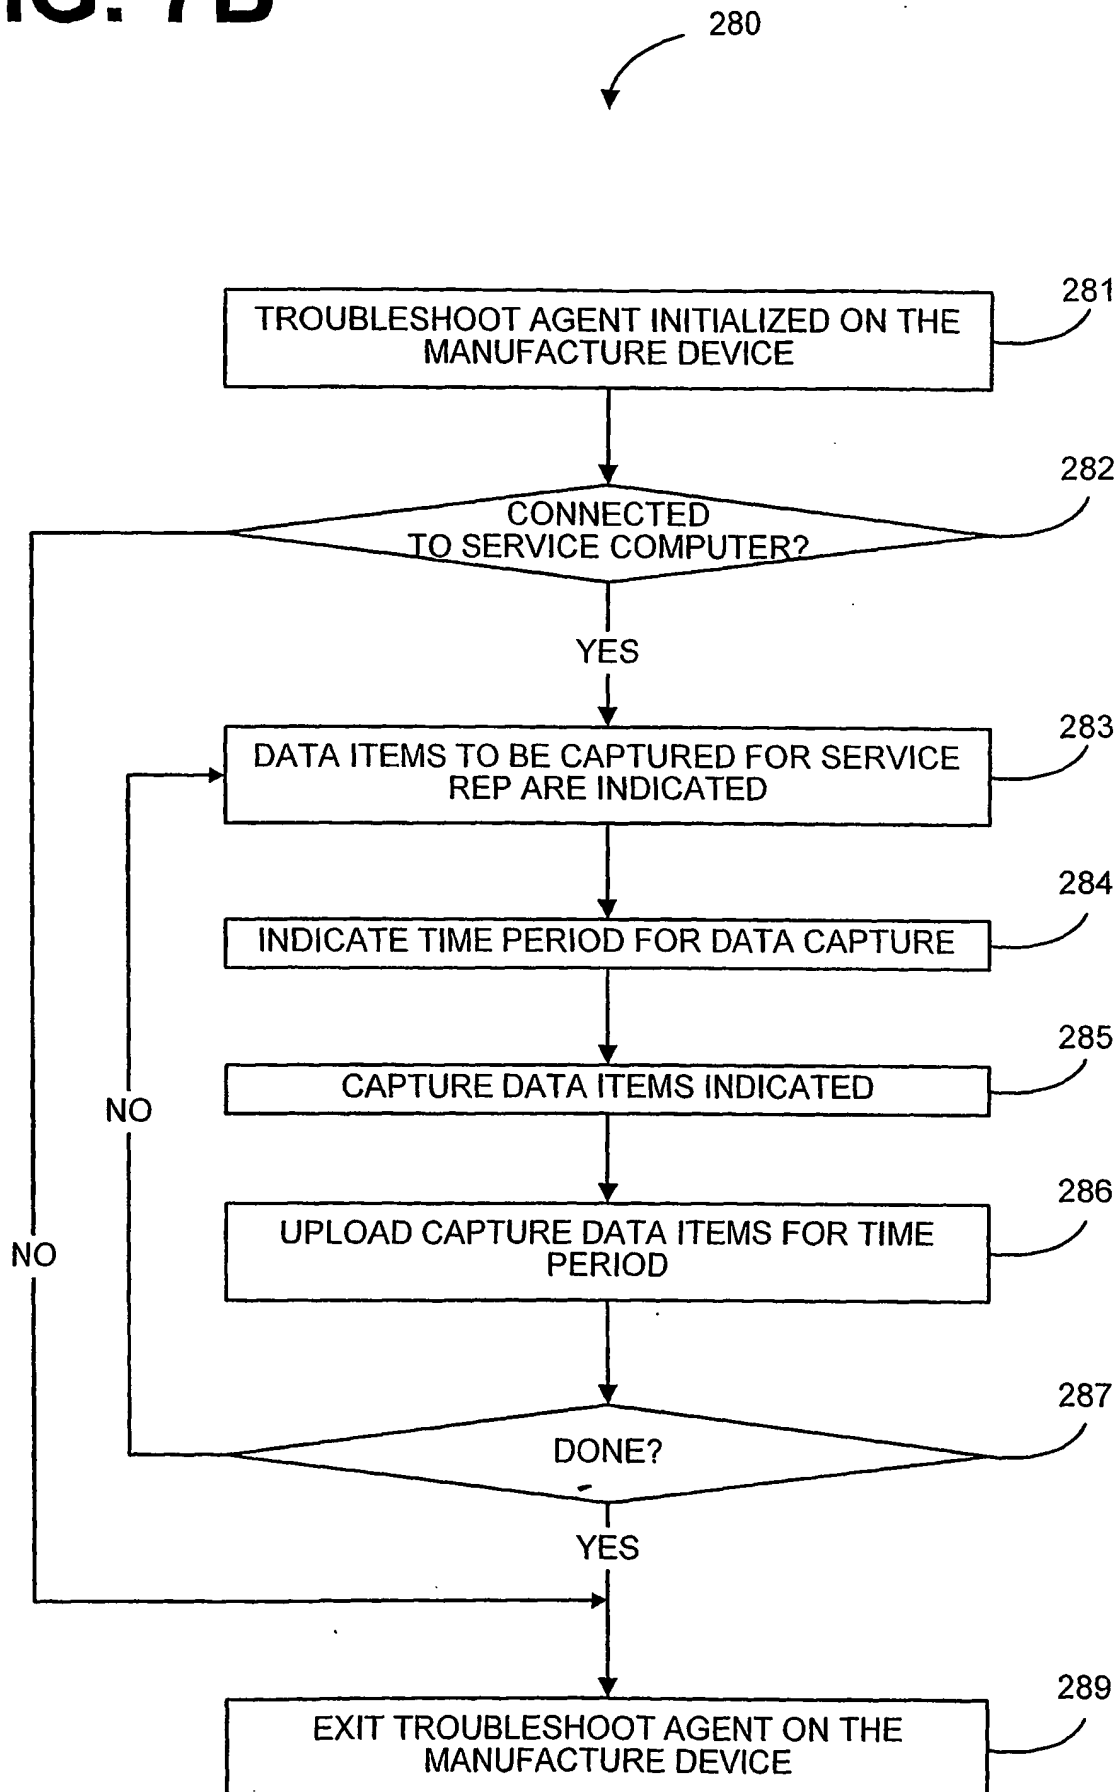 FIG. 7B
280
281
TROUBLESHOOT AGENT INITIALIZED ON THE
MANUFACTURE DEVICE
282
CONNECTED
TO SERVICE COMPUTER?
YES
283
DATA ITEMS TO BE CAPTURED FOR SERVICE
REP ARE INDICATED
284
INDICATE TIME PERIOD FOR DATA CAPTURE
285
CAPTURE DATA ITEMS INDICATED
NO
286
UPLOAD CAPTURE DATA ITEMS FOR TIME
PERIOD
NO
287
DONE?
YES
289
EXIT TROUBLESHOOT AGENT ON THE
MANUFACTURE DEVICE